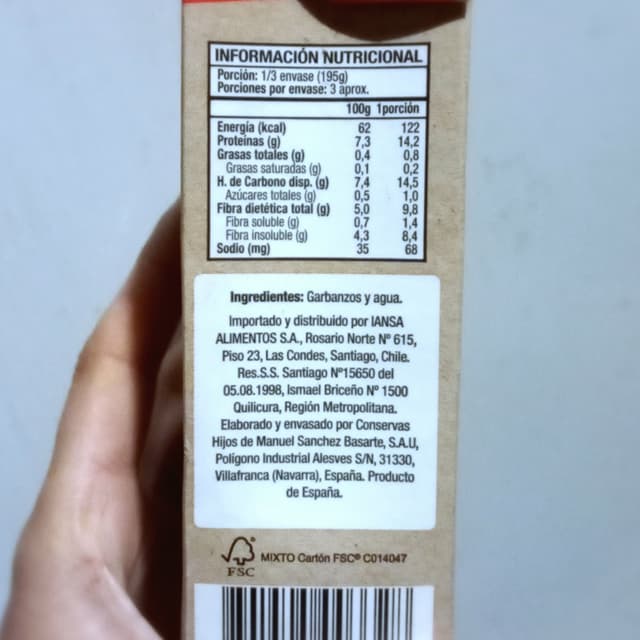 INFORMACIÓN NUTRICIONAL
Porción: 1/3 envase (195g)
Porciones por envase: 3 aprox.
100g 1porción
Energía (kcal) 62 122
Proteínas (g) 7,3 14,2
Grasas totales (g) 0,4 0,8
Grasas saturadas (g) 0,1 0,2
H. de Carbono disp. (g) 7,4 14,5
Azúcares totales (g) 0,5 1,0
Fibra dietética total (g) 5,0 9,8
Fibra soluble (g) 0,7 1,4
Fibra insoluble (g) 4,3 8,4
Sodio (mg) 35 68
Ingredientes: Garbanzos y agua.
Importado y distribuido por IANSA
ALIMENTOS S.A., Rosario Norte Nº 615,
Piso 23, Las Condes, Santiago, Chile.
Res.S.S. Santiago Nº15650 del
05.08.1998, Ismael Briceño Nº 1500
Quilicura, Región Metropolitana.
Elaborado y envasado por Conservas
Hijos de Manuel Sanchez Basarte, S.A.U,
Polígono Industrial Alesves S/N, 31330,
Villafranca (Navarra), España. Producto
de España.
FSC MIXTO Cartón FSC® C014047